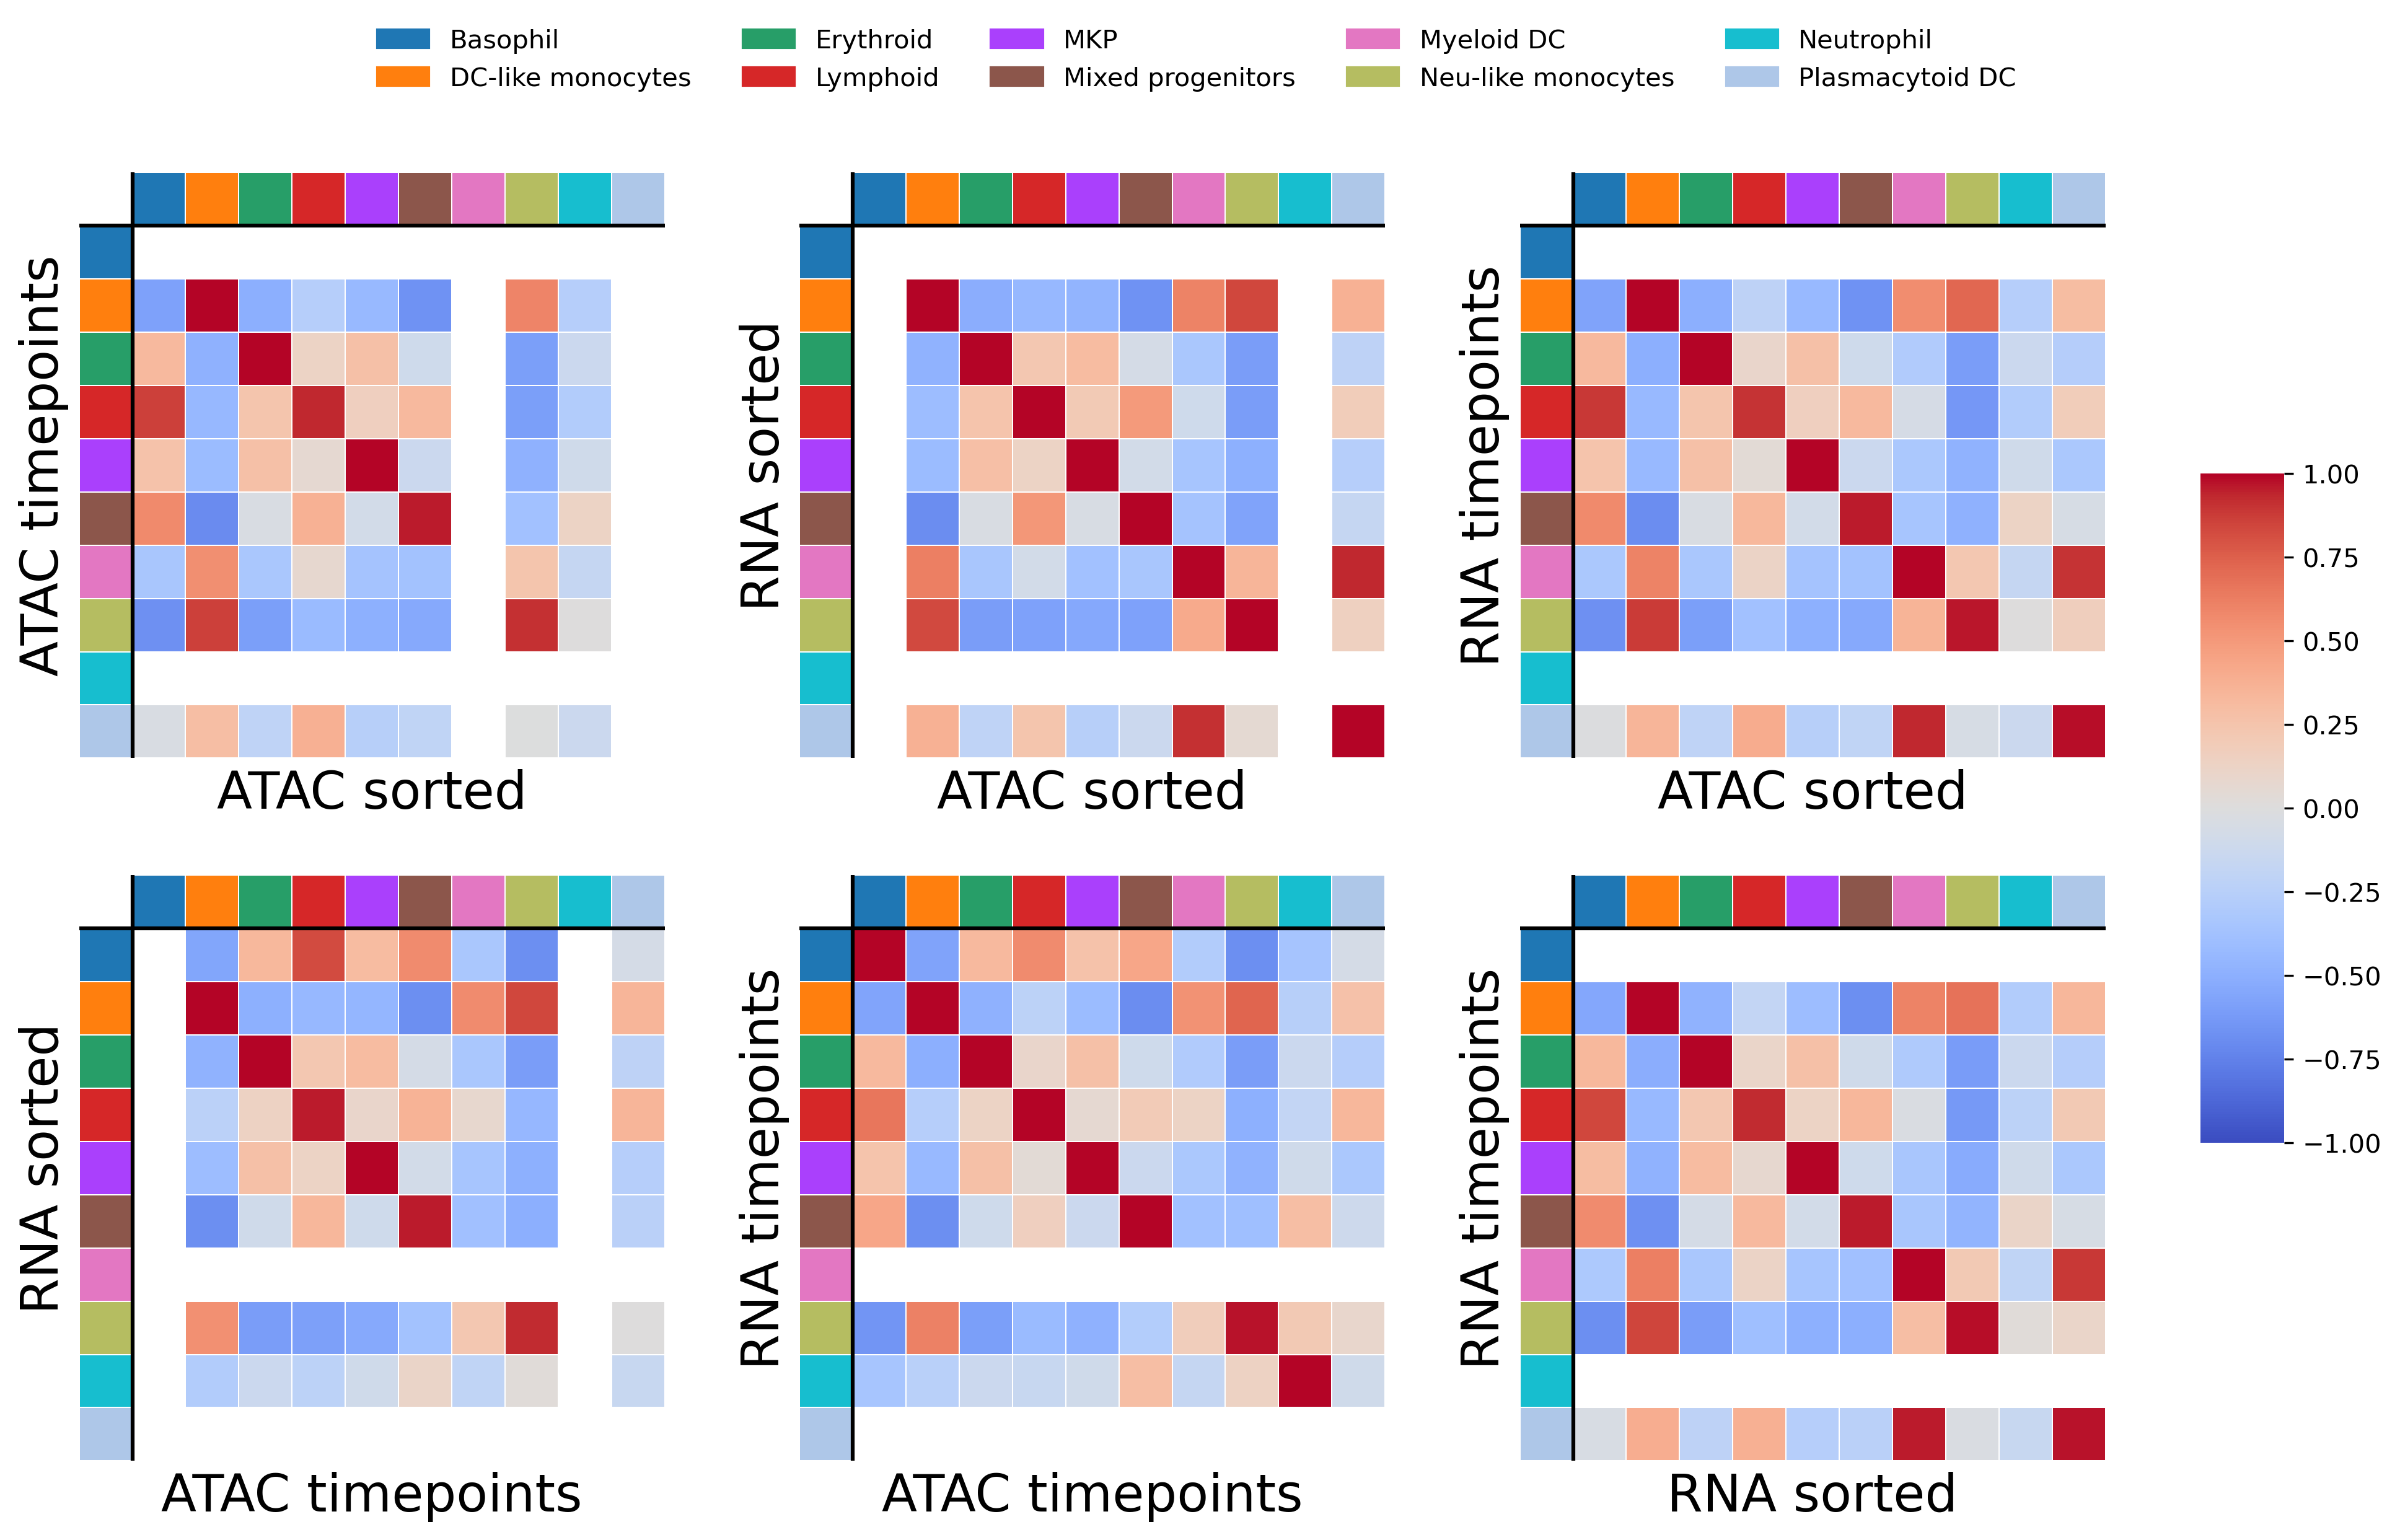 Basophil
DC-like monocytes
Erythroid
Lymphoid
MKP
Mixed progenitors
Myeloid DC
Neu-like monocytes
Neutrophil
Plasmacytoid DC
ATAC timepoints
ATAC sorted
RNA sorted
ATAC sorted
RNA timepoints
ATAC sorted
RNA sorted
ATAC timepoints
RNA timepoints
ATAC timepoints
RNA timepoints
RNA sorted
1.00
0.75
0.50
0.25
0.00
−0.25
−0.50
−0.75
−1.00